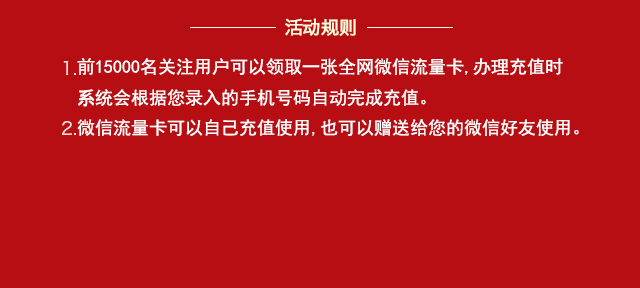 活动规则
1.前15000名关注用户可以领取一张全网微信流量卡,办理充值时
系统会根据您录入的手机号码自动完成充值。
2.微信流量卡可以自己充值使用,也可以赠送给您的微信好友使用。